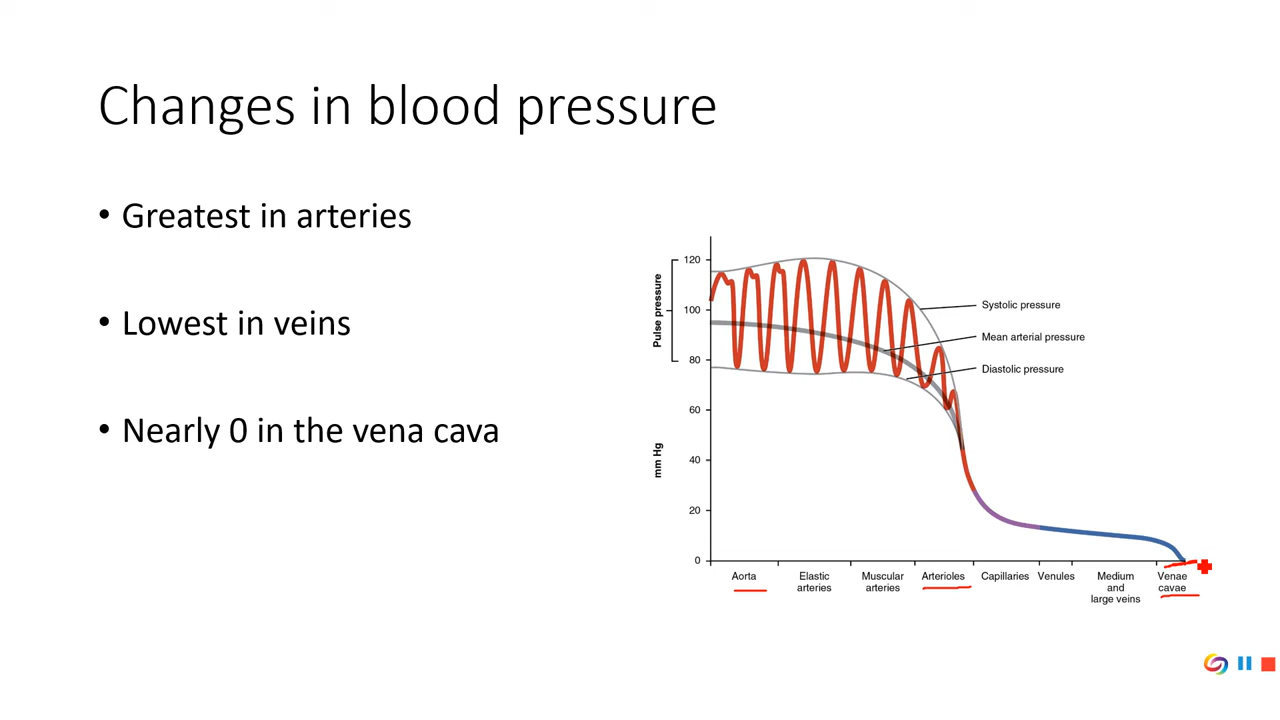 Changes in blood pressure
• Greatest in arteries
• Lowest in veins
• Nearly 0 in the vena cava
Pulse pressure
mm Hg
120
100
80
60
40
20
0
Systolic pressure
Mean arterial pressure
Diastolic pressure
Aorta
Elastic
arteries
Muscular
arteries
Arterioles
Capillaries
Venules
Medium
and
large veins
Venae
cavae